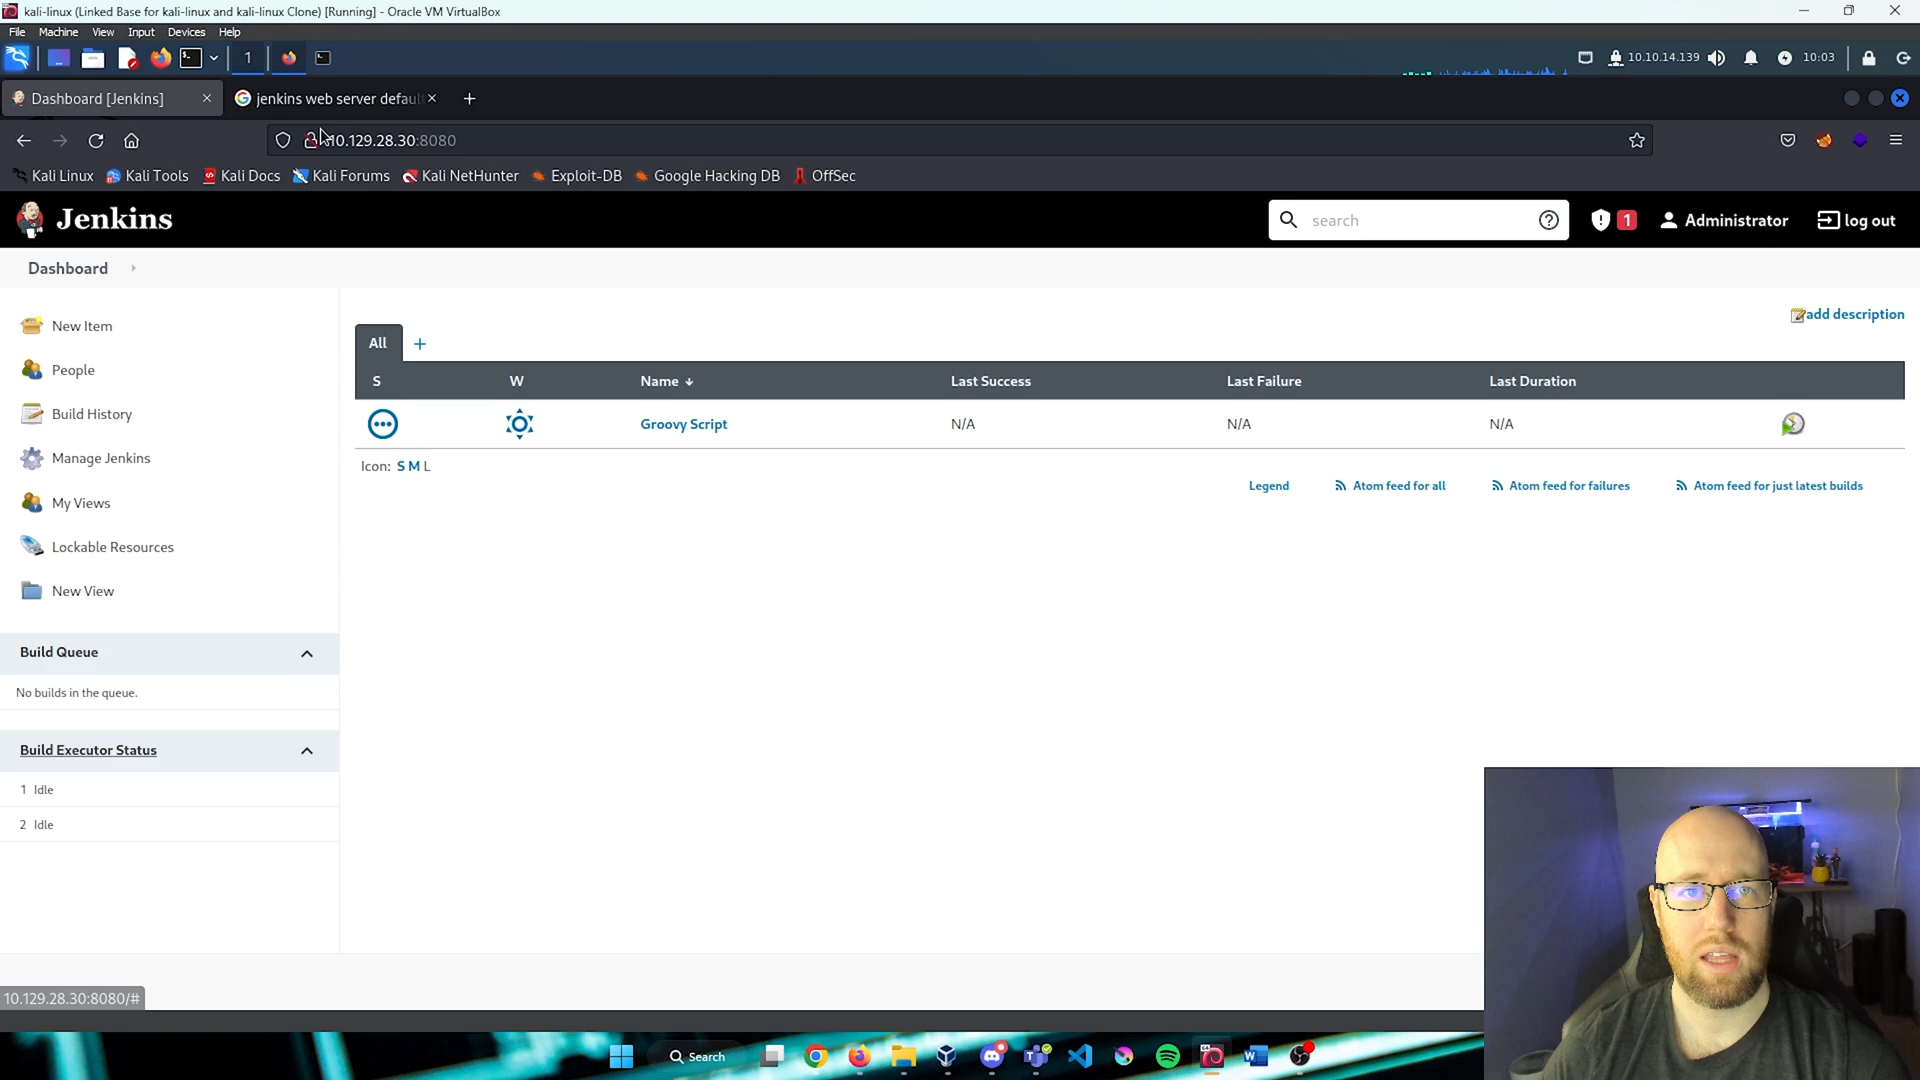 kali-linux (Linked Base for kali-linux and kali-linux Clone) [Running] - Oracle VM VirtualBox
File Machine View Input Devices Help
1 10.10.14.139 10:03
Dashboard [Jenkins] jenkins web server defaul
10.129.28.30:8080
Kali Linux Kali Tools Kali Docs Kali Forums Kali NetHunter Exploit-DB Google Hacking DB OffSec
Jenkins search 1 Administrator log out
Dashboard
add description
New Item
People
Build History
Manage Jenkins
My Views
Lockable Resources
New View
Build Queue
No builds in the queue.
Build Executor Status
1 Idle
2 Idle
All +
S W Name ↓ Last Success Last Failure Last Duration
Groovy Script N/A N/A N/A
Icon: S M L
Legend Atom feed for all Atom feed for failures Atom feed for just latest builds
10.129.28.30:8080/#
Search